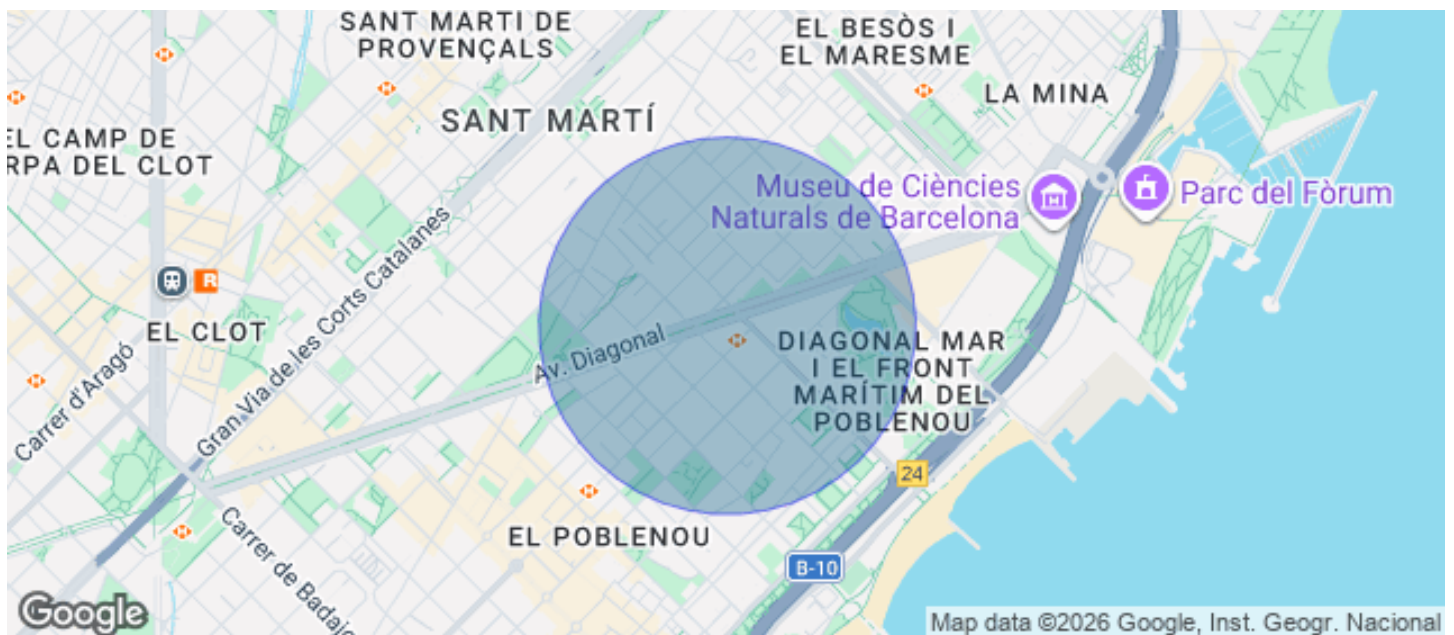 SANT MARTÍ DE
PROVENÇALS
EL BESÒS I
EL MARESME
LA MINA
SANT MARTÍ
EL CAMP DE
RPA DEL CLOT
Museu de Ciències
Naturals de Barcelona
Parc del Fòrum
R
EL CLOT
Gran Via de les Corts Catalanes
Carrer d'Aragó
Av. Diagonal
DIAGONAL MAR
I EL FRONT
MARÍTIM DEL
POBLENOU
24
EL POBLENOU
B-10
Carrer de Badajo
Google
Map data ©2026 Google, Inst. Geogr. Nacional